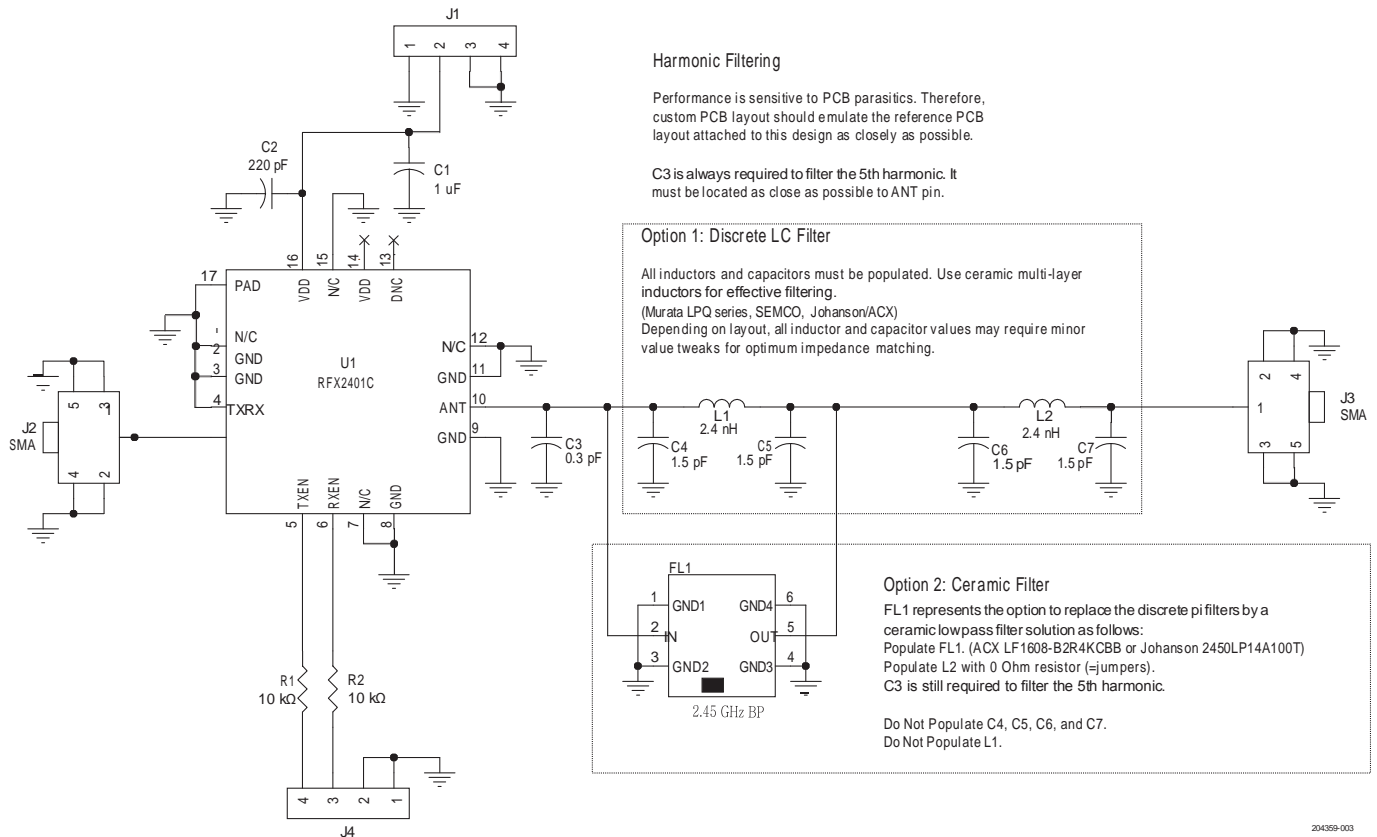 J1
1
2
3
4
Harmonic Filtering
Performance is sensitive to PCB parasitics. Therefore,
custom PCB layout should emulate the reference PCB
layout attached to this design as closely as possible.
C3 is always required to filter the 5th harmonic. It
must be located as close as possible to ANT pin.
C2
220 pF
C1
1 uF
Option 1: Discrete LC Filter
All inductors and capacitors must be populated. Use ceramic multi-layer
inductors for effective filtering.
(Murata LPQ series, SEMCO, Johanson/ACX)
Depending on layout, all inductor and capacitor values may require minor
value tweaks for optimum impedance matching.
16
15
14
13
VDD
N/C
VDD
DNC
17
PAD
N/C
2
GND
3
GND
4
TXRX
U1
RFX2401C
N/C
12
GND
11
ANT
10
GND
9
TXEN
RXEN
N/C
GND
5
6
7
8
J2
SMA
5
3
1
4
2
C3
0.3 pF
C4
1.5 pF
L1
2.4 nH
C5
1.5 pF
C6
1.5 pF
L2
2.4 nH
C7
1.5 pF
2
4
1
3
5
J3
SMA
FL1
1
GND1
GND4
6
2
IN
OUT
5
3
GND2
GND3
4
2.45 GHz BP
Option 2: Ceramic Filter
FL1 represents the option to replace the discrete pi filters by a
ceramic lowpass filter solution as follows:
Populate FL1. (ACX LF1608-B2R4KCBB or Johanson 2450LP14A100T)
Populate L2 with 0 Ohm resistor (=jumpers).
C3 is still required to filter the 5th harmonic.
Do Not Populate C4, C5, C6, and C7.
Do Not Populate L1.
R1
10 kΩ
R2
10 kΩ
4
3
2
1
J4
204359-003